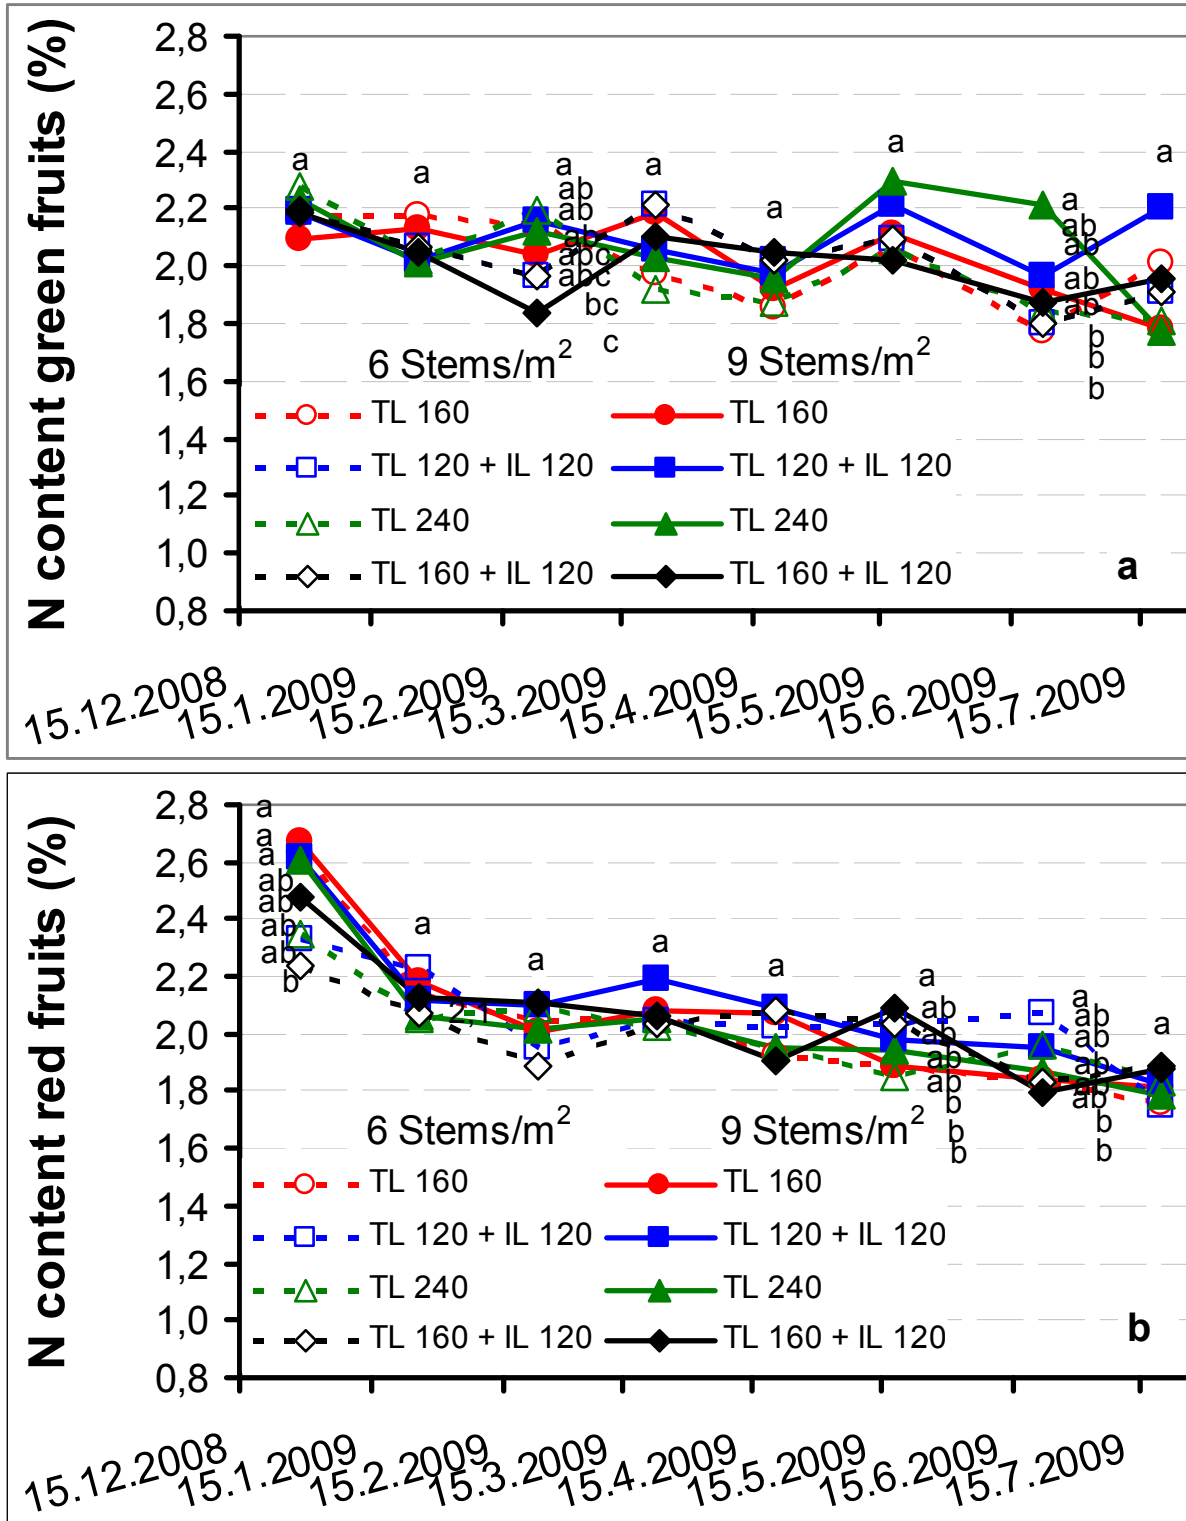 N content green fruits (%)
2,8
2,6
2,4
2,2
2,0
1,8
1,6
1,4
1,2
1,0
0,8
a
a
a
ab
ab
ab
abc
abc
bc
c
a
a
a
a
ab
ab
ab
ab
b
b
b
a
6 Stems/m²
9 Stems/m²
TL 160
TL 160
TL 120 + IL 120
TL 120 + IL 120
TL 240
TL 240
TL 160 + IL 120
TL 160 + IL 120
a
15.12.2008
15.1.2009
15.2.2009
15.3.2009
15.4.2009
15.5.2009
15.6.2009
15.7.2009
N content red fruits (%)
2,8
2,6
2,4
2,2
2,0
1,8
1,6
1,4
1,2
1,0
0,8
a
a
a
ab
ab
ab
ab
b
a
2,1
a
a
a
a
ab
ab
ab
ab
b
b
b
a
ab
ab
ab
ab
ab
b
b
a
6 Stems/m²
9 Stems/m²
TL 160
TL 160
TL 120 + IL 120
TL 120 + IL 120
TL 240
TL 240
TL 160 + IL 120
TL 160 + IL 120
b
15.12.2008
15.1.2009
15.2.2009
15.3.2009
15.4.2009
15.5.2009
15.6.2009
15.7.2009